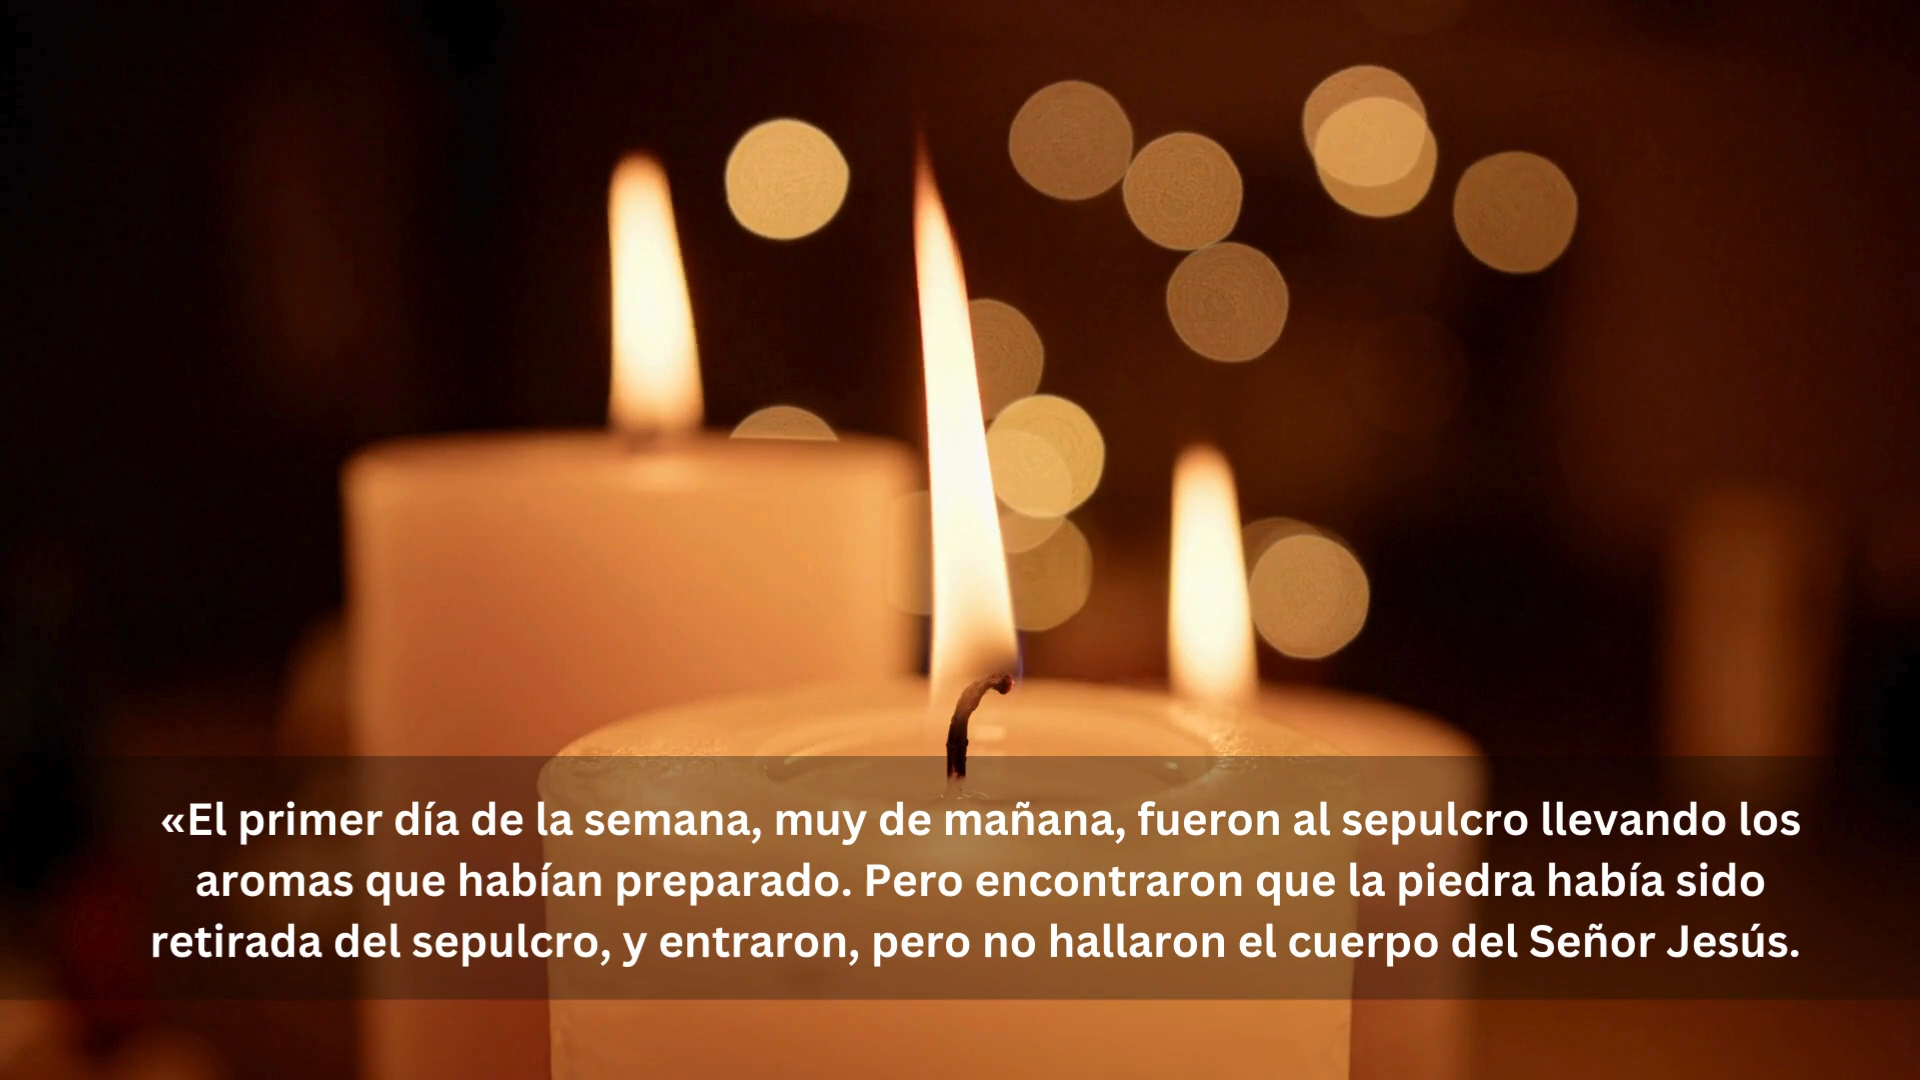 «El primer día de la semana, muy de mañana, fueron al sepulcro llevando los
aromas que habían preparado. Pero encontraron que la piedra había sido
retirada del sepulcro, y entraron, pero no hallaron el cuerpo del Señor Jesús.